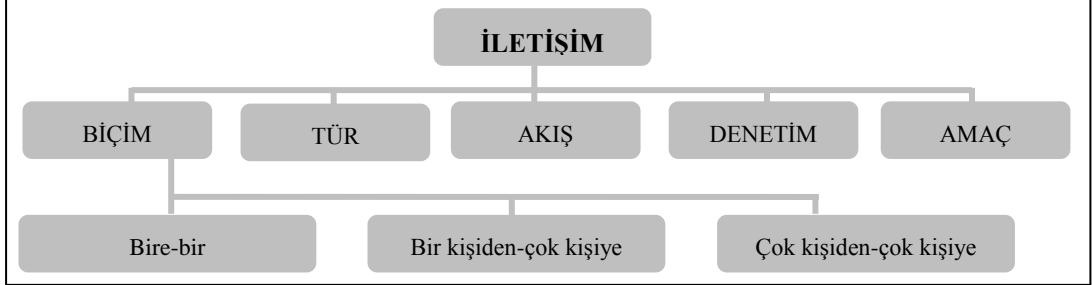 İLETİŞİM
BİÇİM
TÜR
AKIŞ
DENETİM
AMAÇ
Bire-bir
Bir kişiden-çok kişiye
Çok kişiden-çok kişiye